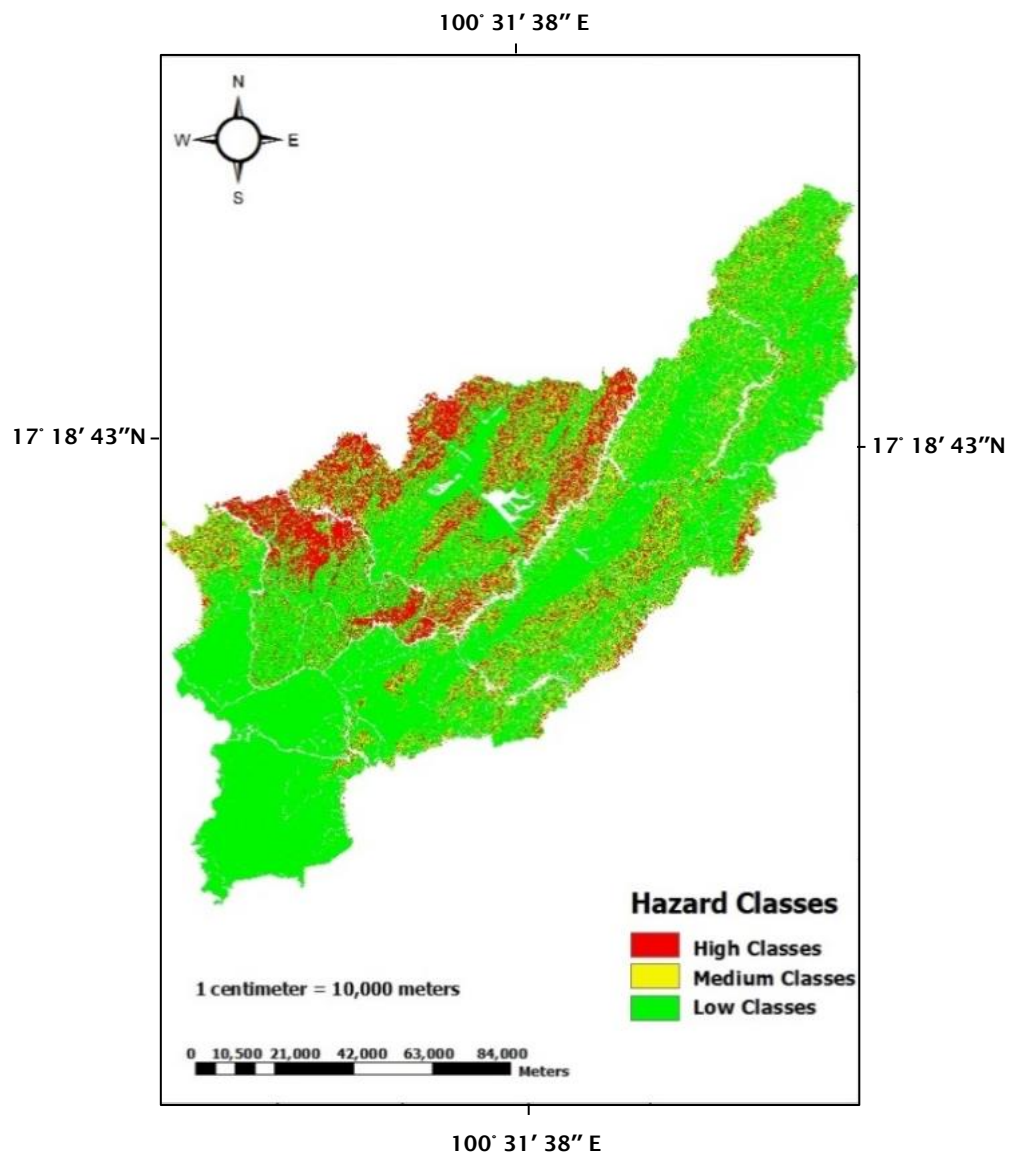 100° 31' 38" E
N
W E
S
17° 18' 43"N
17° 18' 43"N
Hazard Classes
High Classes
Medium Classes
Low Classes
1 centimeter = 10,000 meters
0 10,500 21,000 42,000 63,000 84,000
Meters
100° 31' 38" E